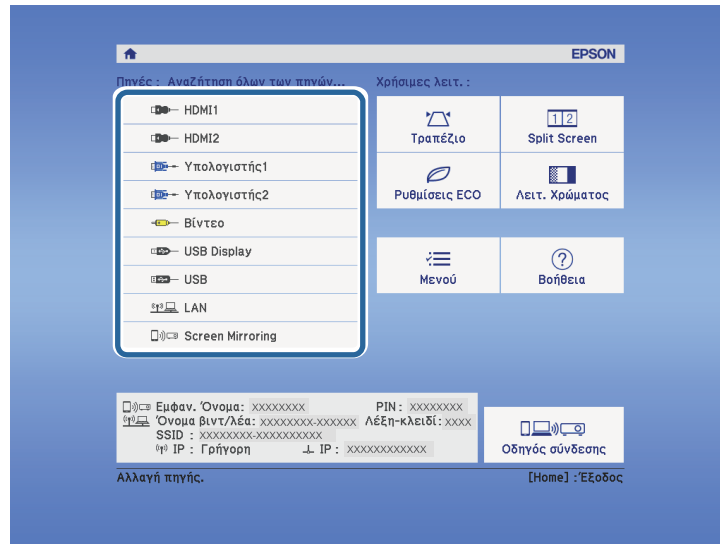 EPSON
Πηγές : Αναζήτηση όλων των πηγών...
HDMI1
HDMI2
Υπολογιστής1
Υπολογιστής2
Βίντεο
USB Display
USB
LAN
Screen Mirroring
Χρήσιμες λειτ. :
Τραπέζιο
1 2
Split Screen
Ρυθμίσεις ECO
Λειτ. Χρώματος
Μενού
? Βοήθεια
Εμφαν. Όνομα: XXXXXXXX PIN : XXXXXXXX
Όνομα βιντ/λέα: XXXXXXXX-XXXXXX Λέξη-κλειδί: XXXX
SSID : XXXXXXXX-XXXXXXXXXX
IP : Γρήγορη IP : XXXXXXXXXXXX
Οδηγός σύνδεσης
Αλλαγή πηγής. [Home] :Έξοδος